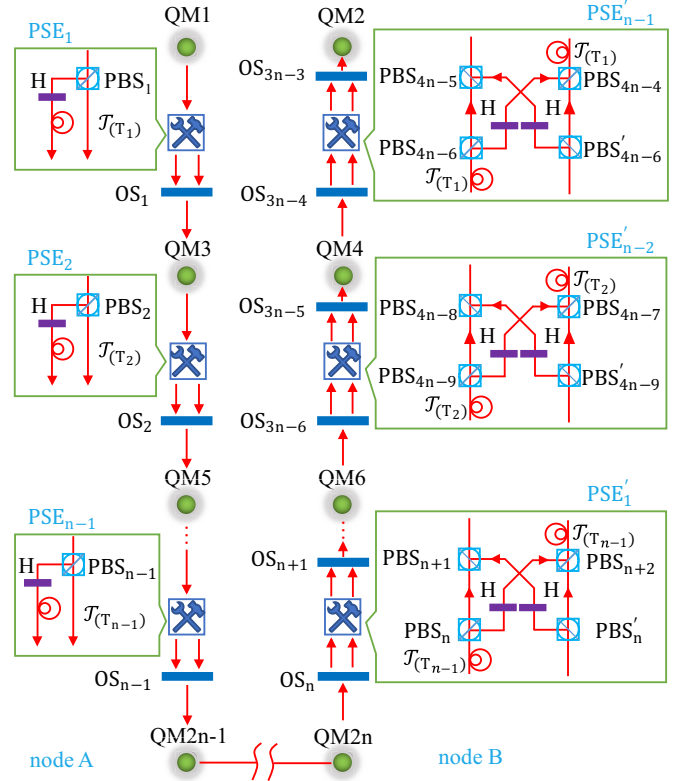 PSE₁
H
PBS₁
𝒯(T₁)
QM1
OS₁
QM2
OS₃ₙ₋₃
OS₃ₙ₋₄
PSE′ₙ₋₁
𝒯(T₁)
PBS₄ₙ₋₅
PBS₄ₙ₋₄
H
H
PBS₄ₙ₋₆
PBS′₄ₙ₋₆
𝒯(T₁)
PSE₂
H
PBS₂
𝒯(T₂)
QM3
OS₂
QM4
OS₃ₙ₋₅
OS₃ₙ₋₆
PSE′ₙ₋₂
𝒯(T₂)
PBS₄ₙ₋₈
PBS₄ₙ₋₇
H
H
PBS₄ₙ₋₉
PBS′₄ₙ₋₉
𝒯(T₂)
PSEₙ₋₁
H
PBSₙ₋₁
𝒯(Tₙ₋₁)
QM5
OSₙ₋₁
QM6
OSₙ₊₁
OSₙ
PSE′₁
𝒯(Tₙ₋₁)
PBSₙ₊₁
PBSₙ₊₂
H
H
PBSₙ
PBS′ₙ
𝒯(Tₙ₋₁)
QM2n-1
QM2n
node A
node B